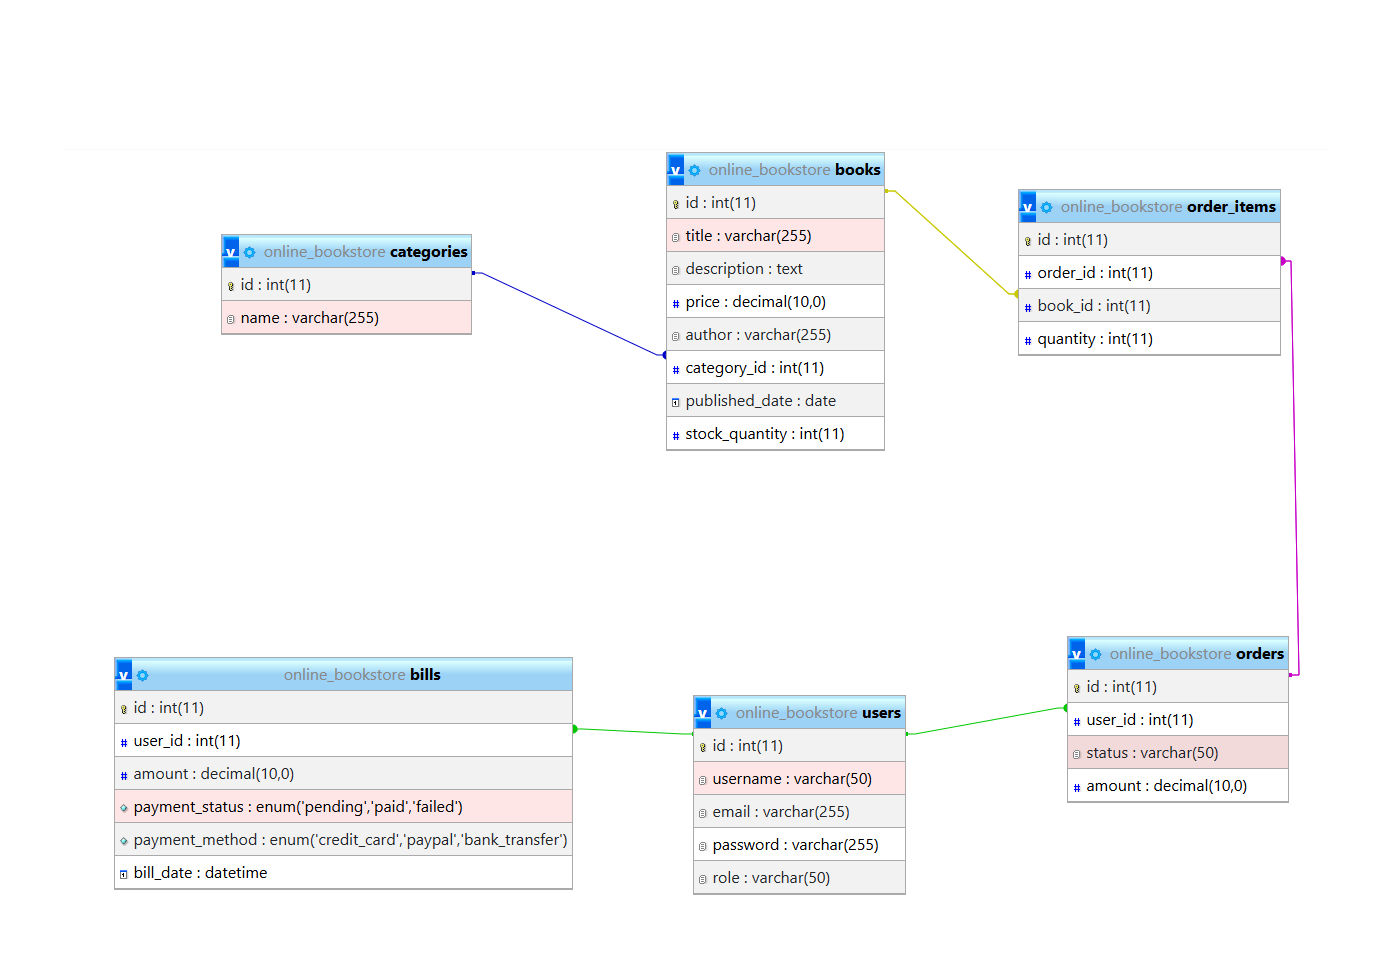 online_bookstore categories
id : int(11)
name : varchar(255)
online_bookstore books
id : int(11)
title : varchar(255)
description : text
price : decimal(10,0)
author : varchar(255)
category_id : int(11)
published_date : date
stock_quantity : int(11)
online_bookstore order_items
id : int(11)
order_id : int(11)
book_id : int(11)
quantity : int(11)
online_bookstore bills
id : int(11)
user_id : int(11)
amount : decimal(10,0)
payment_status : enum('pending','paid','failed')
payment_method : enum('credit_card','paypal','bank_transfer')
bill_date : datetime
online_bookstore users
id : int(11)
username : varchar(50)
email : varchar(255)
password : varchar(255)
role : varchar(50)
online_bookstore orders
id : int(11)
user_id : int(11)
status : varchar(50)
amount : decimal(10,0)